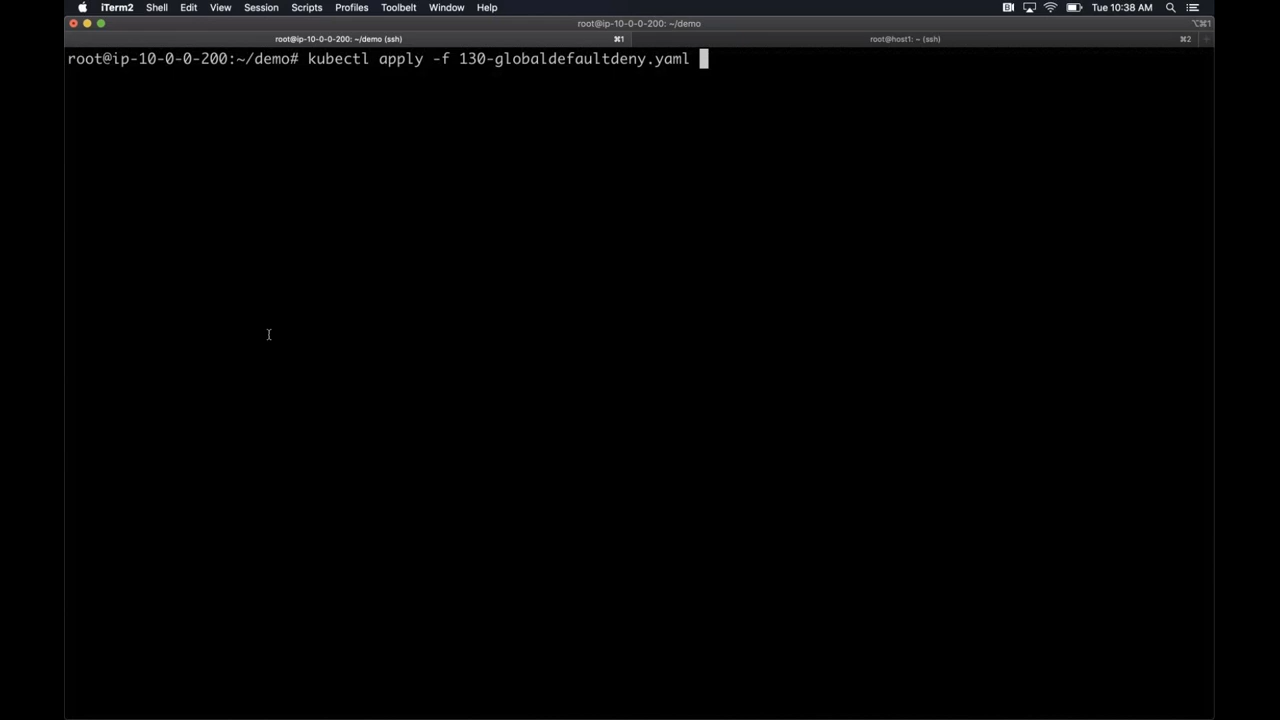 iTerm2 Shell Edit View Session Scripts Profiles Toolbelt Window Help Tue 10:38 AM
root@ip-10-0-0-200: ~/demo ⌥⌘1
root@ip-10-0-0-200: ~/demo (ssh) ⌘1 root@host1: ~ (ssh) ⌘2
root@ip-10-0-0-200:~/demo# kubectl apply -f 130-globaldefaultdeny.yaml